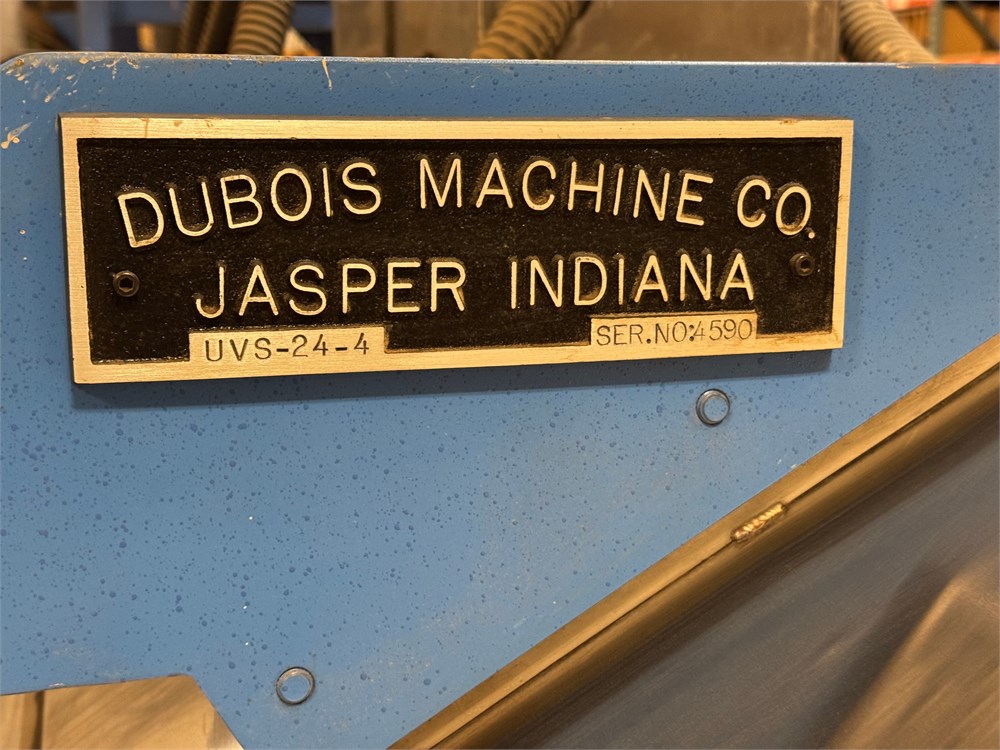 DUBOIS MACHINE CO.
JASPER INDIANA
UVS-24-4 SER.NO:4590